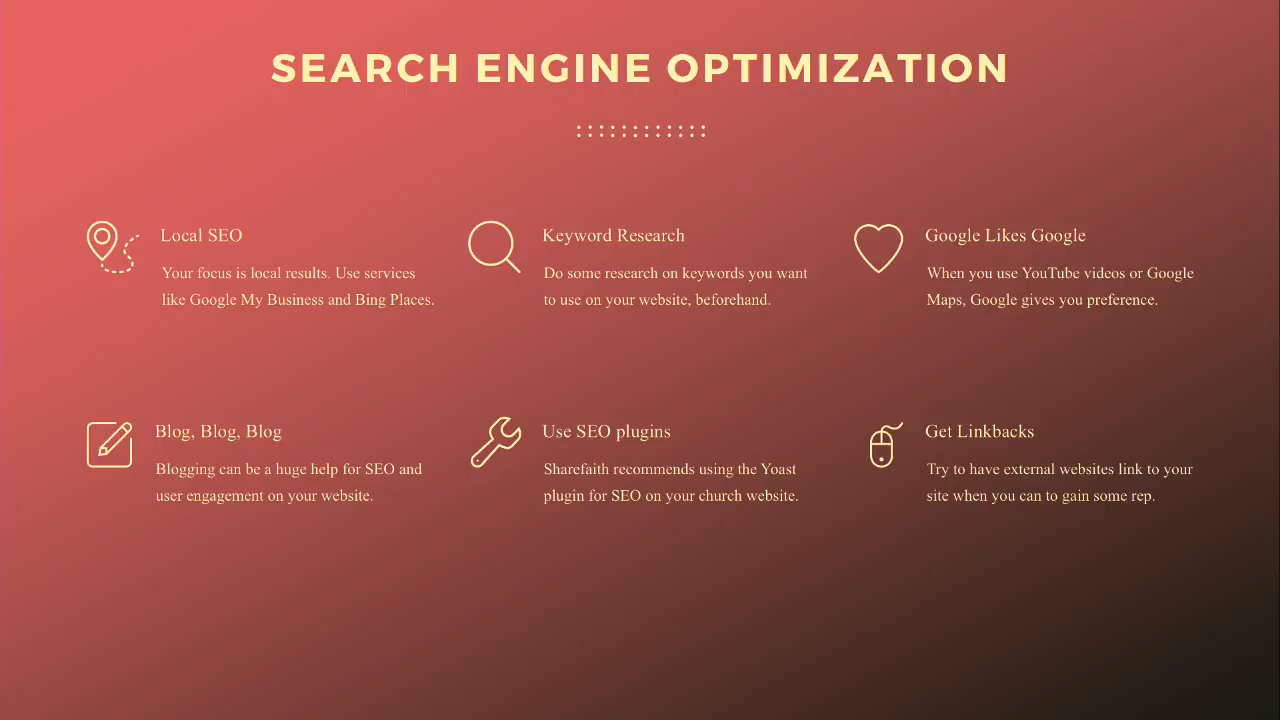 SEARCH ENGINE OPTIMIZATION
Local SEO
Your focus is local results. Use services
like Google My Business and Bing Places.
Keyword Research
Do some research on keywords you want
to use on your website, beforehand.
Google Likes Google
When you use YouTube videos or Google
Maps, Google gives you preference.
Blog, Blog, Blog
Blogging can be a huge help for SEO and
user engagement on your website.
Use SEO plugins
Sharefaith recommends using the Yoast
plugin for SEO on your church website.
Get Linkbacks
Try to have external websites link to your
site when you can to gain some rep.